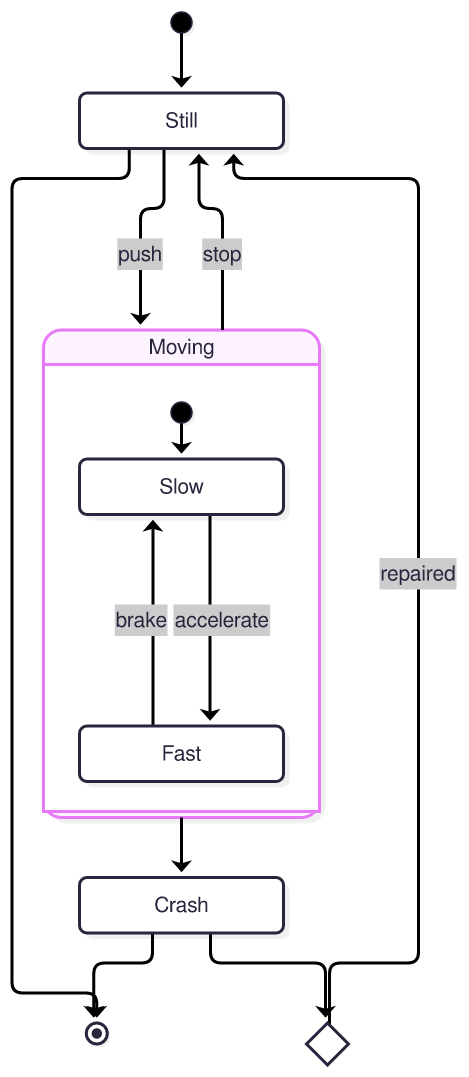 Still
push
stop
Moving
Slow
repaired
brake
accelerate
Fast
Crash